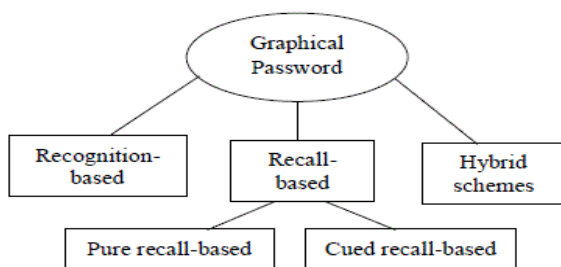 Graphical
Password
Recognition-
based
Recall-
based
Hybrid
schemes
Pure recall-based
Cued recall-based